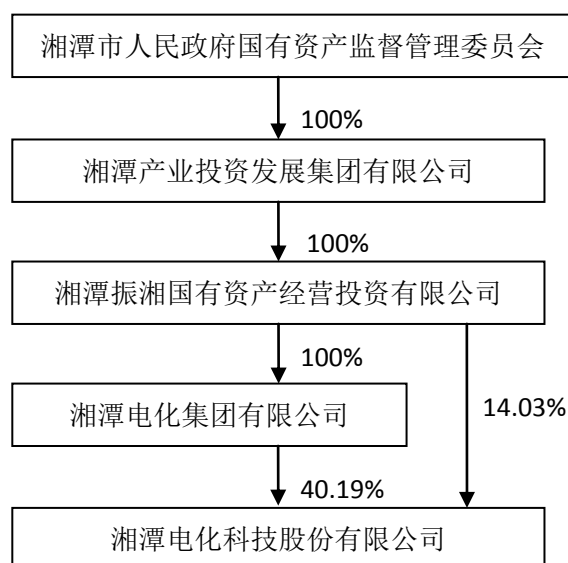 湘潭市人民政府国有资产监督管理委员会
100%
湘潭产业投资发展集团有限公司
100%
湘潭振湘国有资产经营投资有限公司
100%
湘潭电化集团有限公司
14.03%
40.19%
湘潭电化科技股份有限公司